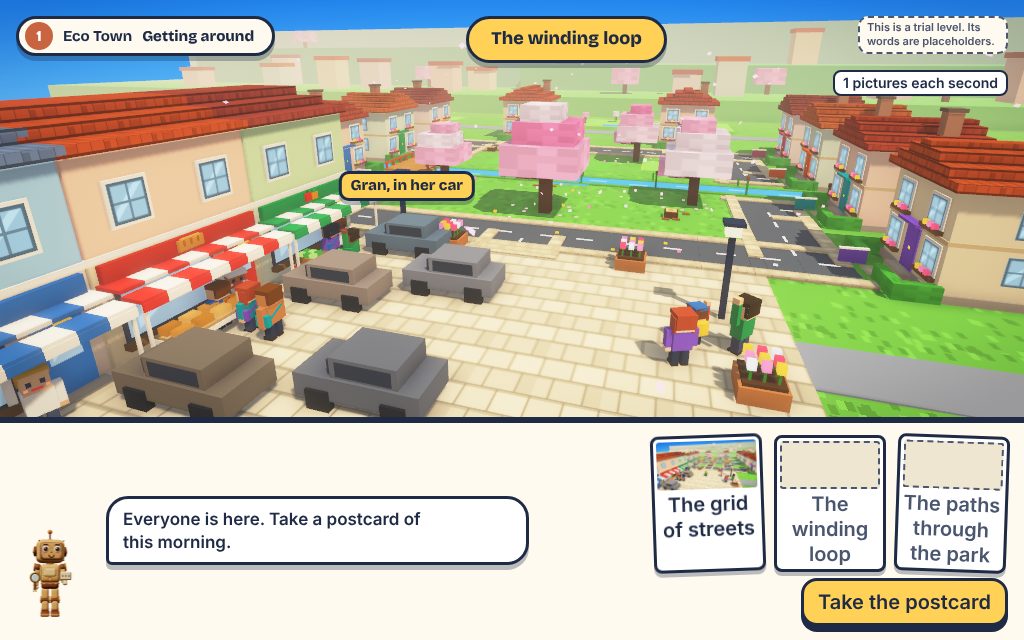 1 Eco Town Getting around
The winding loop
This is a trial level. Its
words are placeholders.
1 pictures each second
Gran, in her car
Everyone is here. Take a postcard of
this morning.
The grid
of streets
The
winding
loop
The paths
through
the park
Take the postcard